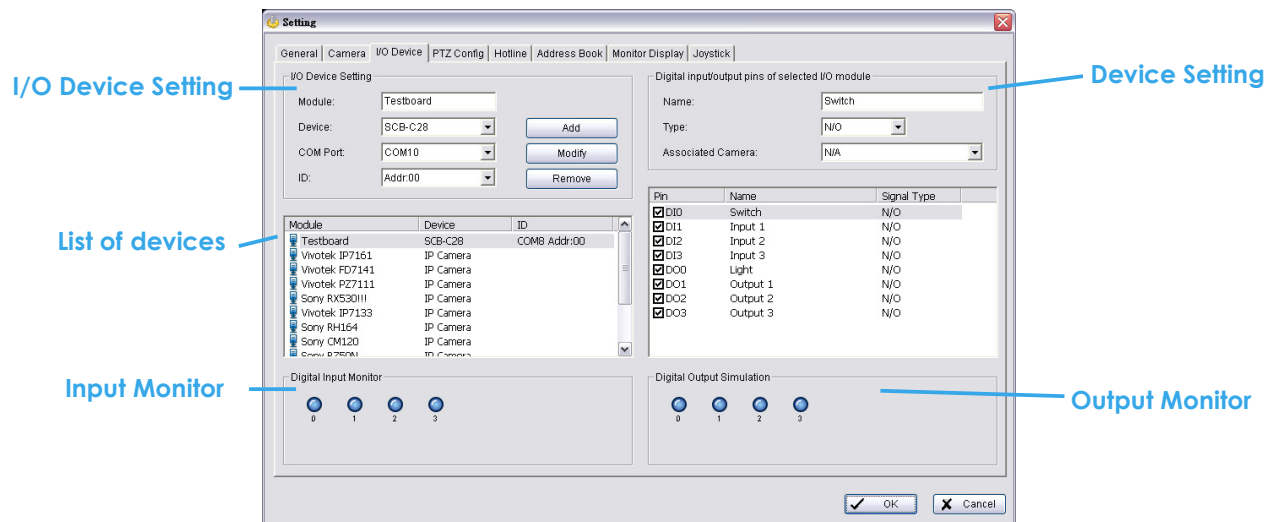 Setting
General Camera I/O Device PTZ Config Hotline Address Book Monitor Display Joystick
I/O Device Setting
I/O Device Setting
Module: Testboard
Device: SCB-C28 Add
COM Port: COM10 Modify
ID: Addr:00 Remove
Device Setting
Digital input/output pins of selected I/O module
Name: Switch
Type: N/O
Associated Camera: N/A
List of devices
Module Device ID
Testboard SCB-C28 COM8 Addr:00
Vivotek IP7161 IP Camera
Vivotek FD7141 IP Camera
Vivotek PZ7111 IP Camera
Sony RX530!!! IP Camera
Vivotek IP7133 IP Camera
Sony RH164 IP Camera
Sony CM120 IP Camera
Sony RZ50N IP Camera
Pin Name Signal Type
DI0 Switch N/O
DI1 Input 1 N/O
DI2 Input 2 N/O
DI3 Input 3 N/O
DO0 Light N/O
DO1 Output 1 N/O
DO2 Output 2 N/O
DO3 Output 3 N/O
Input Monitor
Digital Input Monitor
0 1 2 3
Output Monitor
Digital Output Simulation
0 1 2 3
OK Cancel